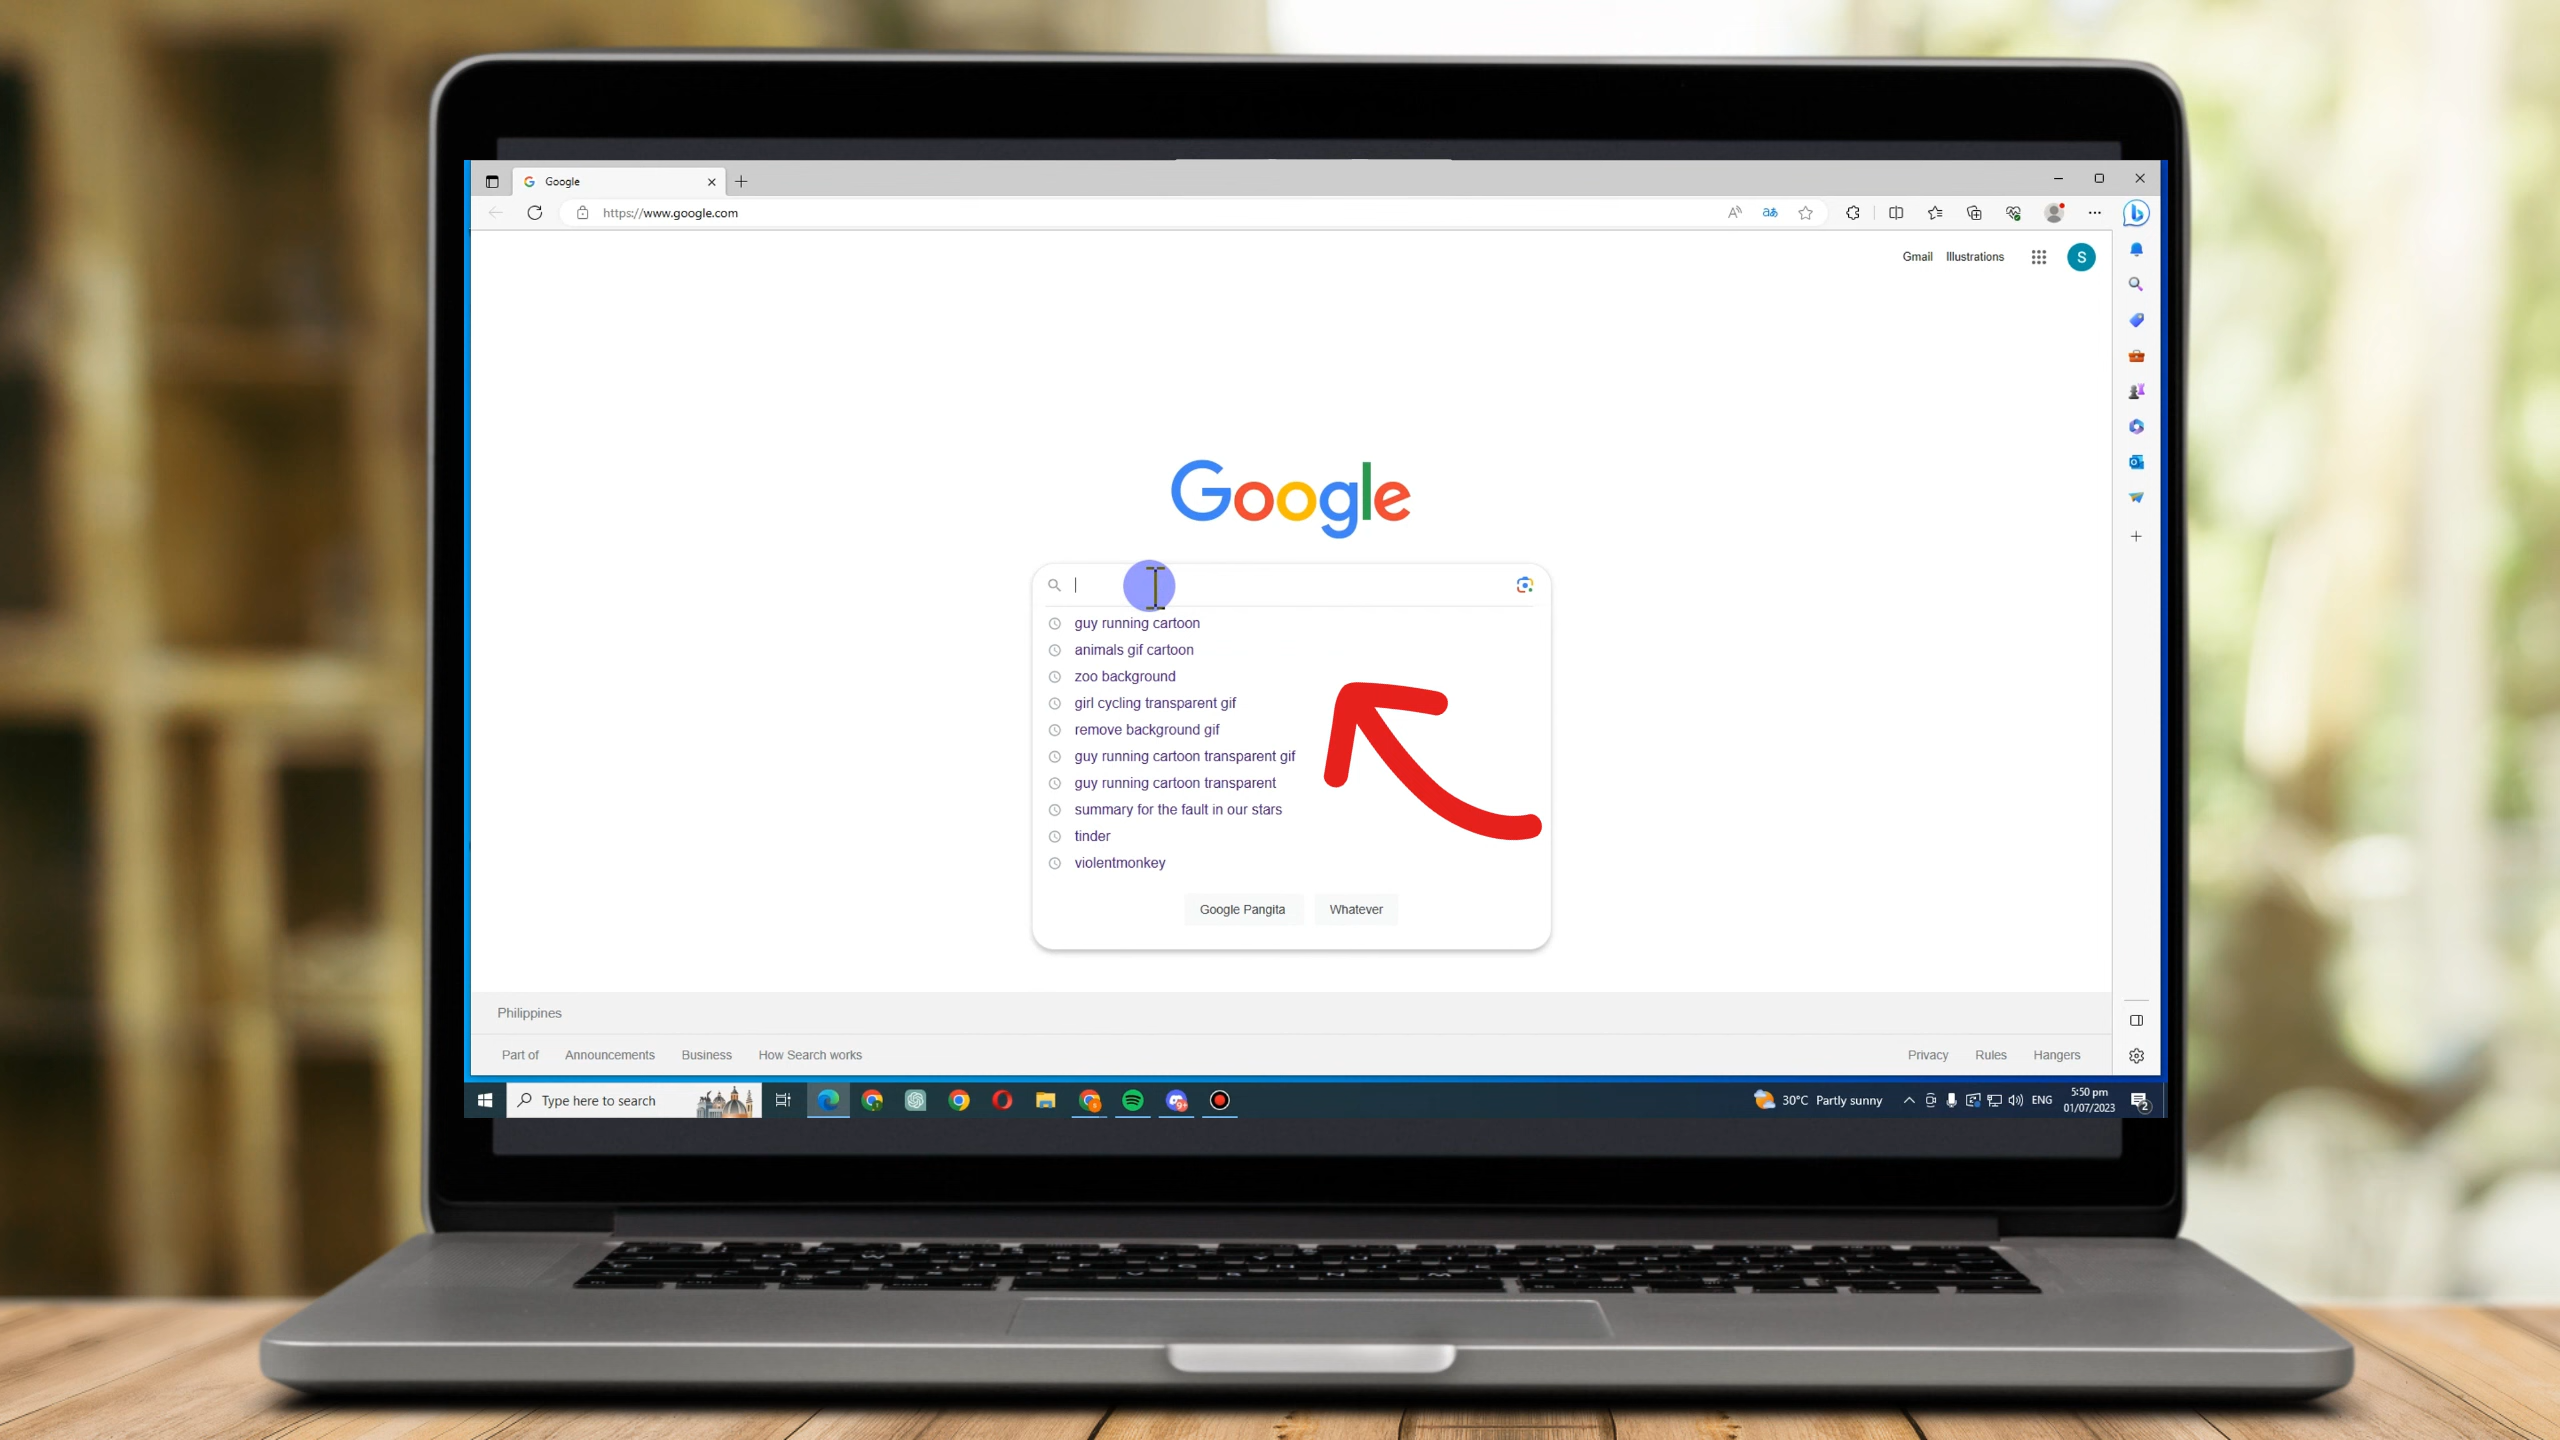 Google
https://www.google.com
Gmail Illustrations S
Google
guy running cartoon
animals gif cartoon
zoo background
girl cycling transparent gif
remove background gif
guy running cartoon transparent gif
guy running cartoon transparent
summary for the fault in our stars
tinder
violentmonkey
Google Pangita Whatever
Philippines
Part of Announcements Business How Search works Privacy Rules Hangers
Type here to search 30°C Partly sunny ENG 5:50 pm
01/07/2023 2